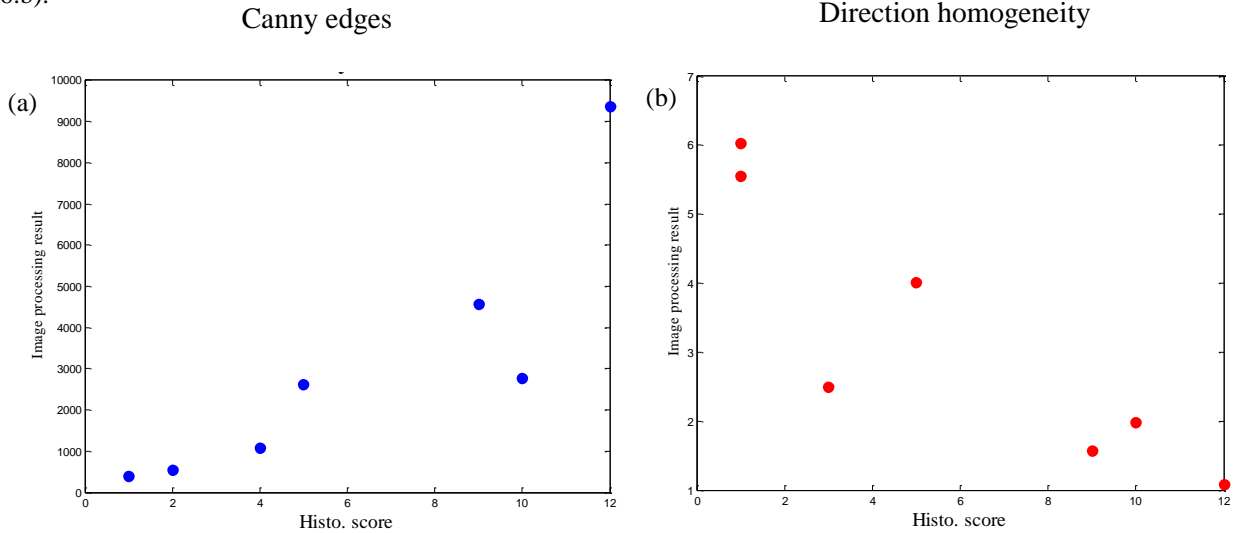 6.b).
Canny edges
Direction homogeneity
(a)
10000
9000
8000
7000
6000
5000
4000
3000
2000
1000
0
Image processing result
0 2 4 6 8 10 12
Histo. score
(b)
7
6
5
4
3
2
1
Image processing result
0 2 4 6 8 10 12
Histo. score